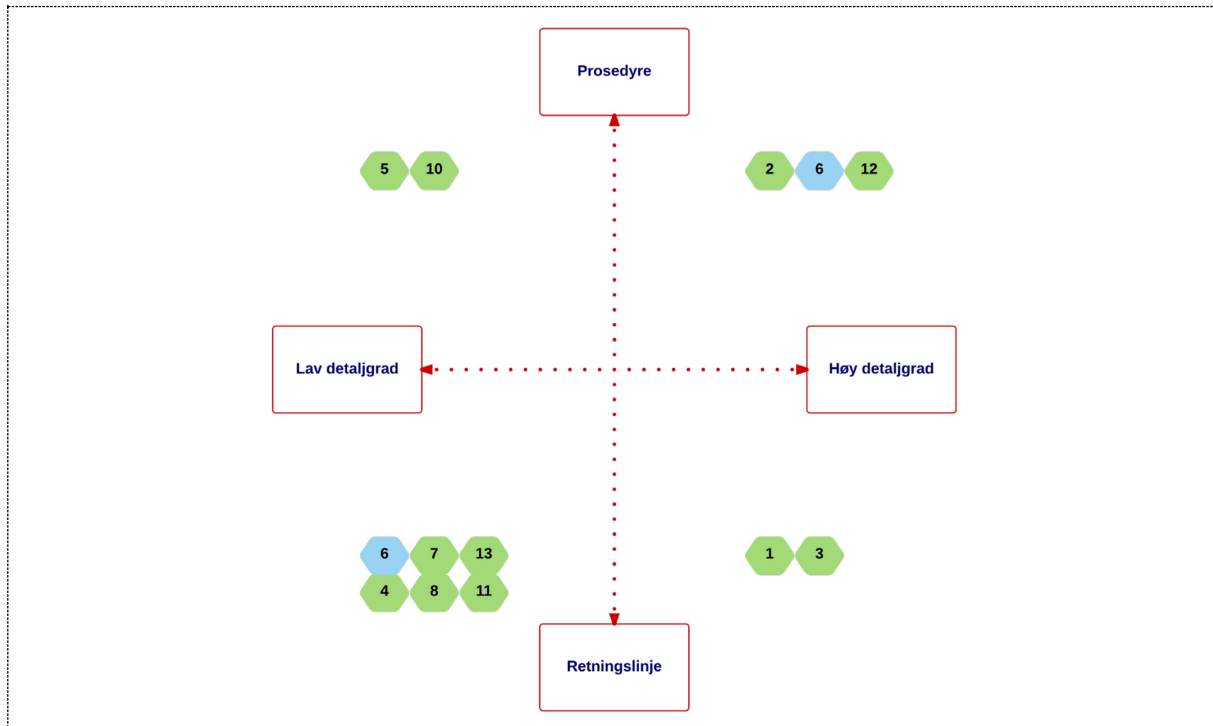 Prosedyre
5 10
2 6 12
Lav detaljgrad
Høy detaljgrad
6 7 13
4 8 11
1 3
Retningslinje